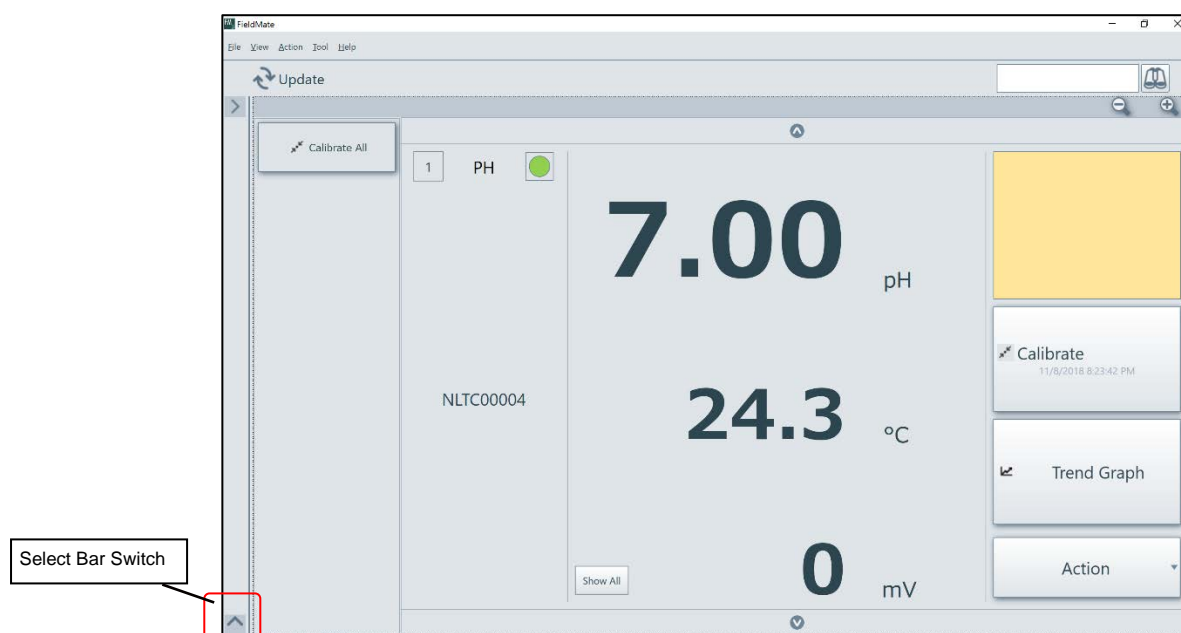 FieldMate
File View Action Tool Help
Update
Calibrate All
1 PH
7.00 pH
Calibrate
11/8/2018 8:23:42 PM
NLTC00004
24.3 °C
Trend Graph
Select Bar Switch
Show All
0 mV
Action